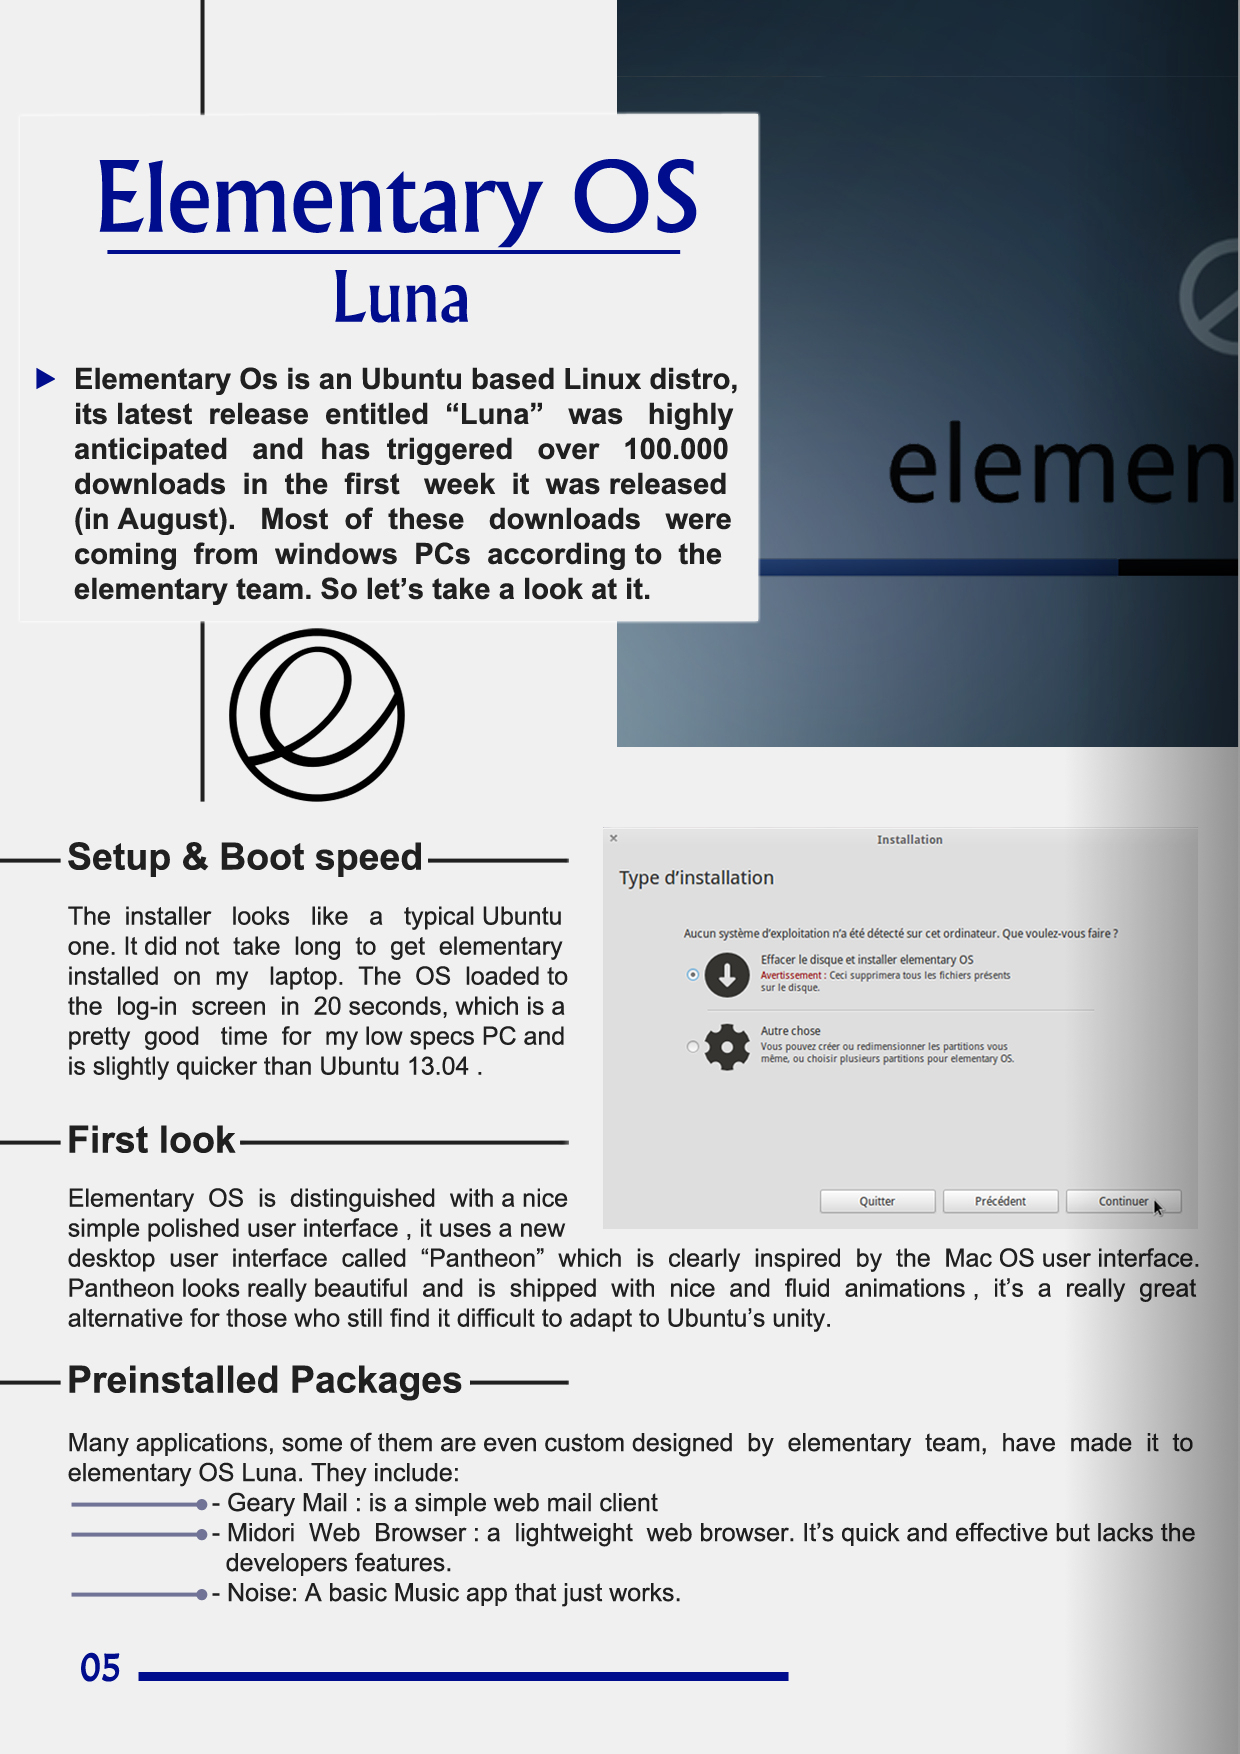 Elementary OS
Luna
Elementary Os is an Ubuntu based Linux distro,
its latest release entitled “Luna” was highly
anticipated and has triggered over 100.000
downloads in the first week it was released
(in August). Most of these downloads were
coming from windows PCs according to the
elementary team. So let’s take a look at it.
elemen
Setup & Boot speed
The installer looks like a typical Ubuntu
one. It did not take long to get elementary
installed on my laptop. The OS loaded to
the log-in screen in 20 seconds, which is a
pretty good time for my low specs PC and
is slightly quicker than Ubuntu 13.04 .
Installation
Type d’installation
Aucun système d’exploitation n’a été détecté sur cet ordinateur. Que voulez-vous faire ?
Effacer le disque et installer elementary OS
Avertissement : Ceci supprimera tous les fichiers présents
sur le disque.
Autre chose
Vous pouvez créer ou redimensionner les partitions vous
même, ou choisir plusieurs partitions pour elementary OS.
Quitter
Précédent
Continuer
First look
Elementary OS is distinguished with a nice
simple polished user interface , it uses a new
desktop user interface called “Pantheon” which is clearly inspired by the Mac OS user interface.
Pantheon looks really beautiful and is shipped with nice and fluid animations , it’s a really great
alternative for those who still find it difficult to adapt to Ubuntu’s unity.
Preinstalled Packages
Many applications, some of them are even custom designed by elementary team, have made it to
elementary OS Luna. They include:
- Geary Mail : is a simple web mail client
- Midori Web Browser : a lightweight web browser. It’s quick and effective but lacks the
developers features.
- Noise: A basic Music app that just works.
05